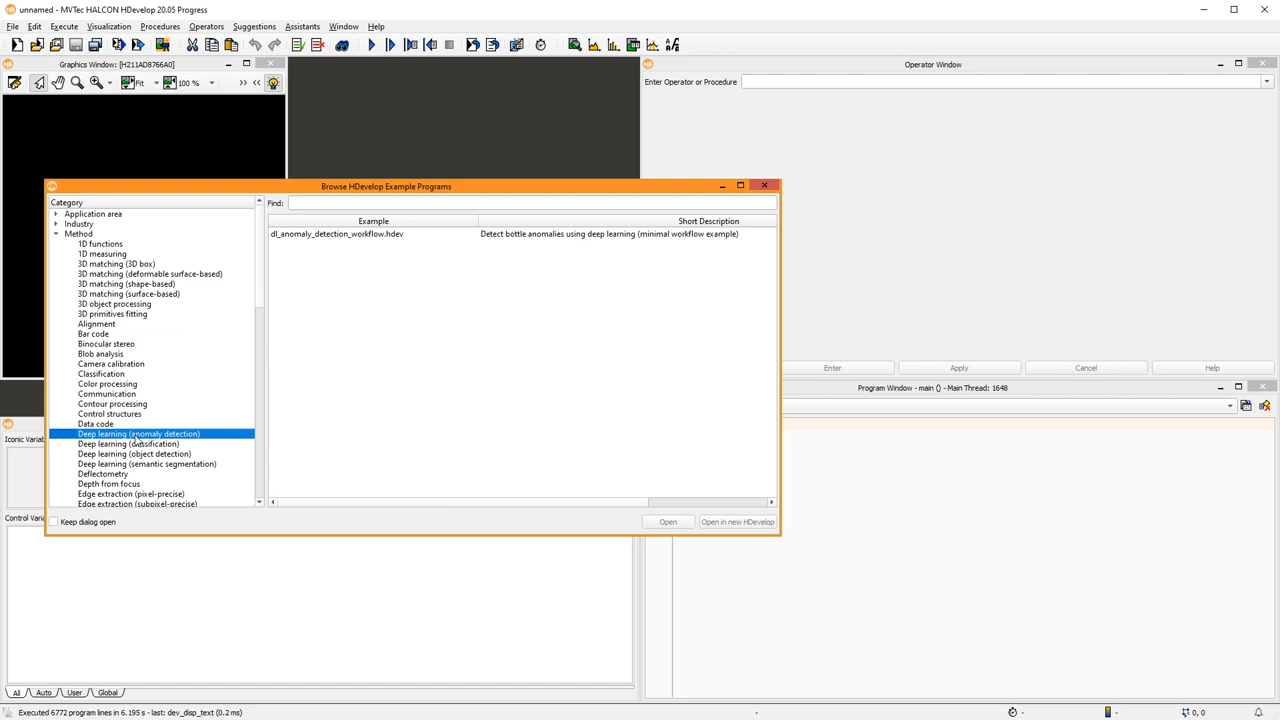 unnamed - MVTec HALCON HDevelop 20.05 Progress
File Edit Execute Visualization Procedures Operators Suggestions Assistants Window Help
Graphics Window: [H211AD8766A0]
Fit 100 %
Operator Window
Enter Operator or Procedure
Enter Apply Cancel Help
Browse HDevelop Example Programs
Category
Application area
Industry
Method
1D functions
1D measuring
3D matching (3D box)
3D matching (deformable surface-based)
3D matching (shape-based)
3D matching (surface-based)
3D object processing
3D primitives fitting
Alignment
Bar code
Binocular stereo
Blob analysis
Camera calibration
Classification
Color processing
Communication
Contour processing
Control structures
Data code
Deep learning (anomaly detection)
Deep learning (classification)
Deep learning (object detection)
Deep learning (semantic segmentation)
Deflectometry
Depth from focus
Edge extraction (pixel-precise)
Edge extraction (subpixel-precise)
Find:
Example Short Description
dl_anomaly_detection_workflow.hdev Detect bottle anomalies using deep learning (minimal workflow example)
Keep dialog open
Open Open in new HDevelop
Program Window - main () - Main Thread: 1648
Iconic Varia
Control Varia
All Auto User Global
Executed 6772 program lines in 6.195 s - last: dev_disp_text (0.2 ms)
-
-
-
0, 0